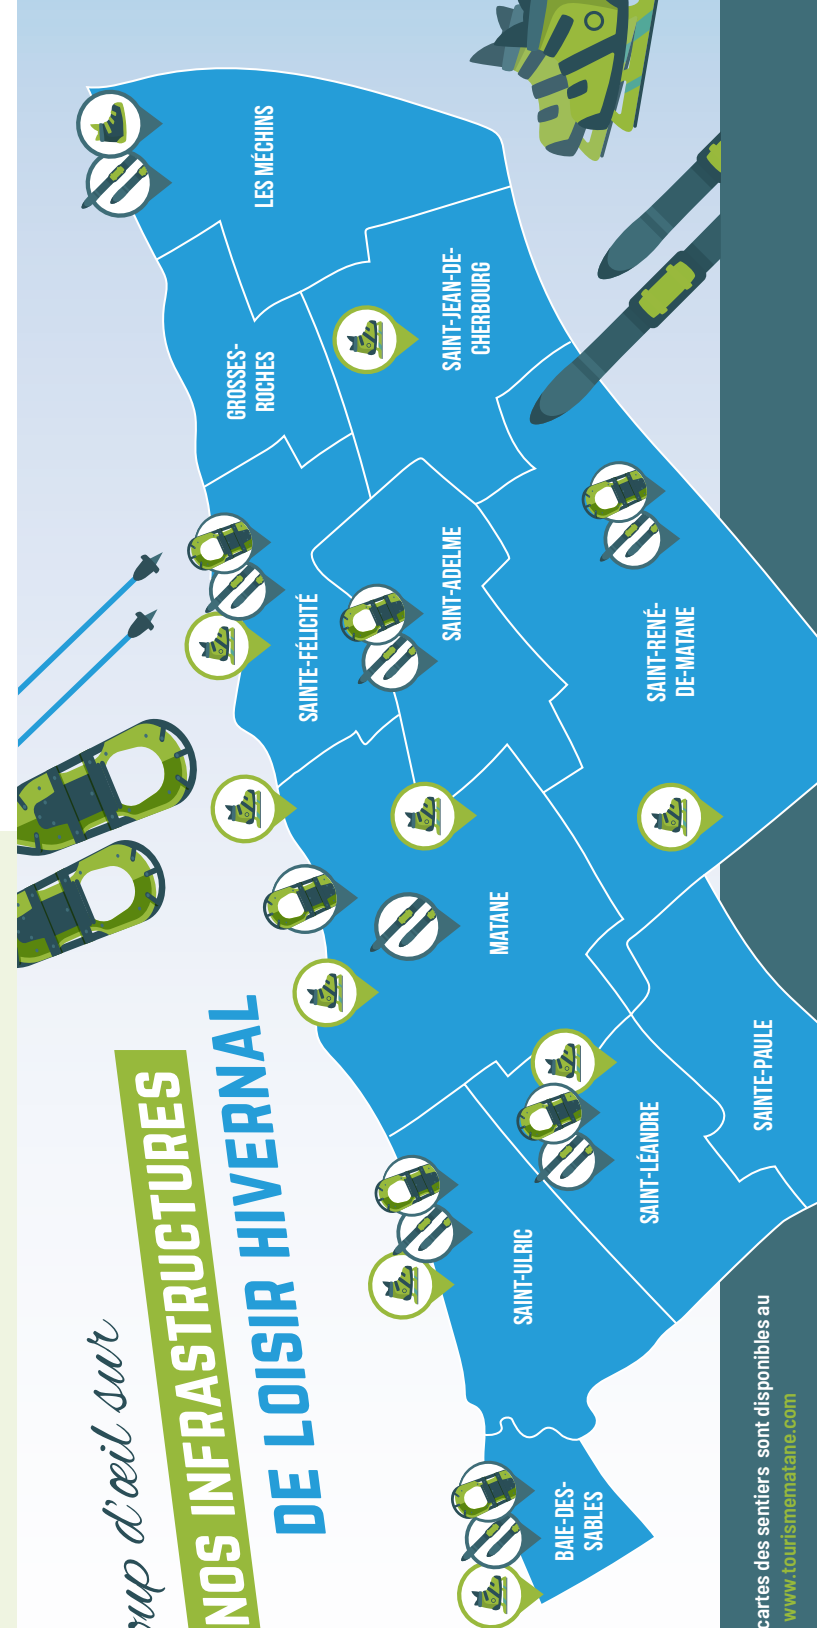 d'œil sur
NOS INFRASTRUCTURES
DE LOISIR HIVERNAL
BAIE-DES-
SABLES
SAINT-ULRIC
SAINT-LÉANDRE
SAINTE-PAULE
MATANE
SAINT-RENÉ-
DE-MATANE
SAINT-ADELME
SAINTE-FÉLICITÉ
GROSSES-
ROCHES
SAINT-JEAN-DE-
CHERBOURG
LES MÉCHINS
cartes des sentiers sont disponibles au
www.tourismematane.com